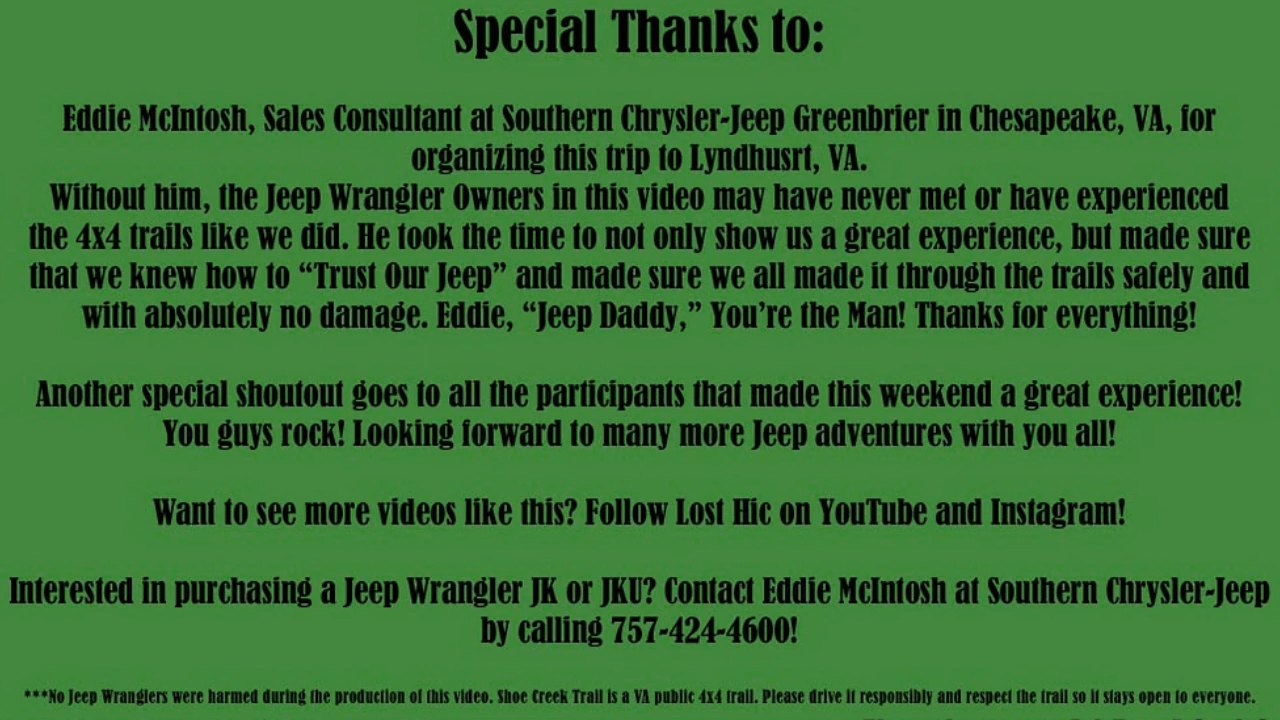 Special Thanks to:
Eddie McIntosh, Sales Consultant at Southern Chrysler-Jeep Greenbrier in Chesapeake, VA, for
organizing this trip to Lyndhusrt, VA.
Without him, the Jeep Wrangler Owners in this video may have never met or have experienced
the 4x4 trails like we did. He took the time to not only show us a great experience, but made sure
that we knew how to “Trust Our Jeep” and made sure we all made it through the trails safely and
with absolutely no damage. Eddie, “Jeep Daddy,” You’re the Man! Thanks for everything!
Another special shoutout goes to all the participants that made this weekend a great experience!
You guys rock! Looking forward to many more Jeep adventures with you all!
Want to see more videos like this? Follow Lost Hic on YouTube and Instagram!
Interested in purchasing a Jeep Wrangler JK or JKU? Contact Eddie McIntosh at Southern Chrysler-Jeep
by calling 757-424-4600!
***No Jeep Wranglers were harmed during the production of this video. Shoe Creek Trail is a VA public 4x4 trail. Please drive it responsibly and respect the trail so it stays open to everyone.